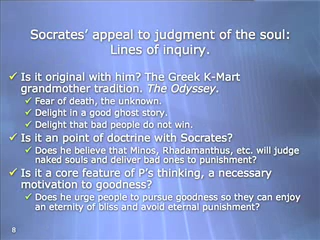 Socrates’ appeal to judgment of the soul:
Lines of inquiry.
Is it original with him? The Greek K-Mart
grandmother tradition. The Odyssey.
Fear of death, the unknown.
Delight in a good ghost story.
Delight that bad people do not win.
Is it an point of doctrine with Socrates?
Does he believe that Minos, Rhadamanthus, etc. will judge
naked souls and deliver bad ones to punishment?
Is it a core feature of P’s thinking, a necessary
motivation to goodness?
Does he urge people to pursue goodness so they can enjoy
an eternity of bliss and avoid eternal punishment?
8